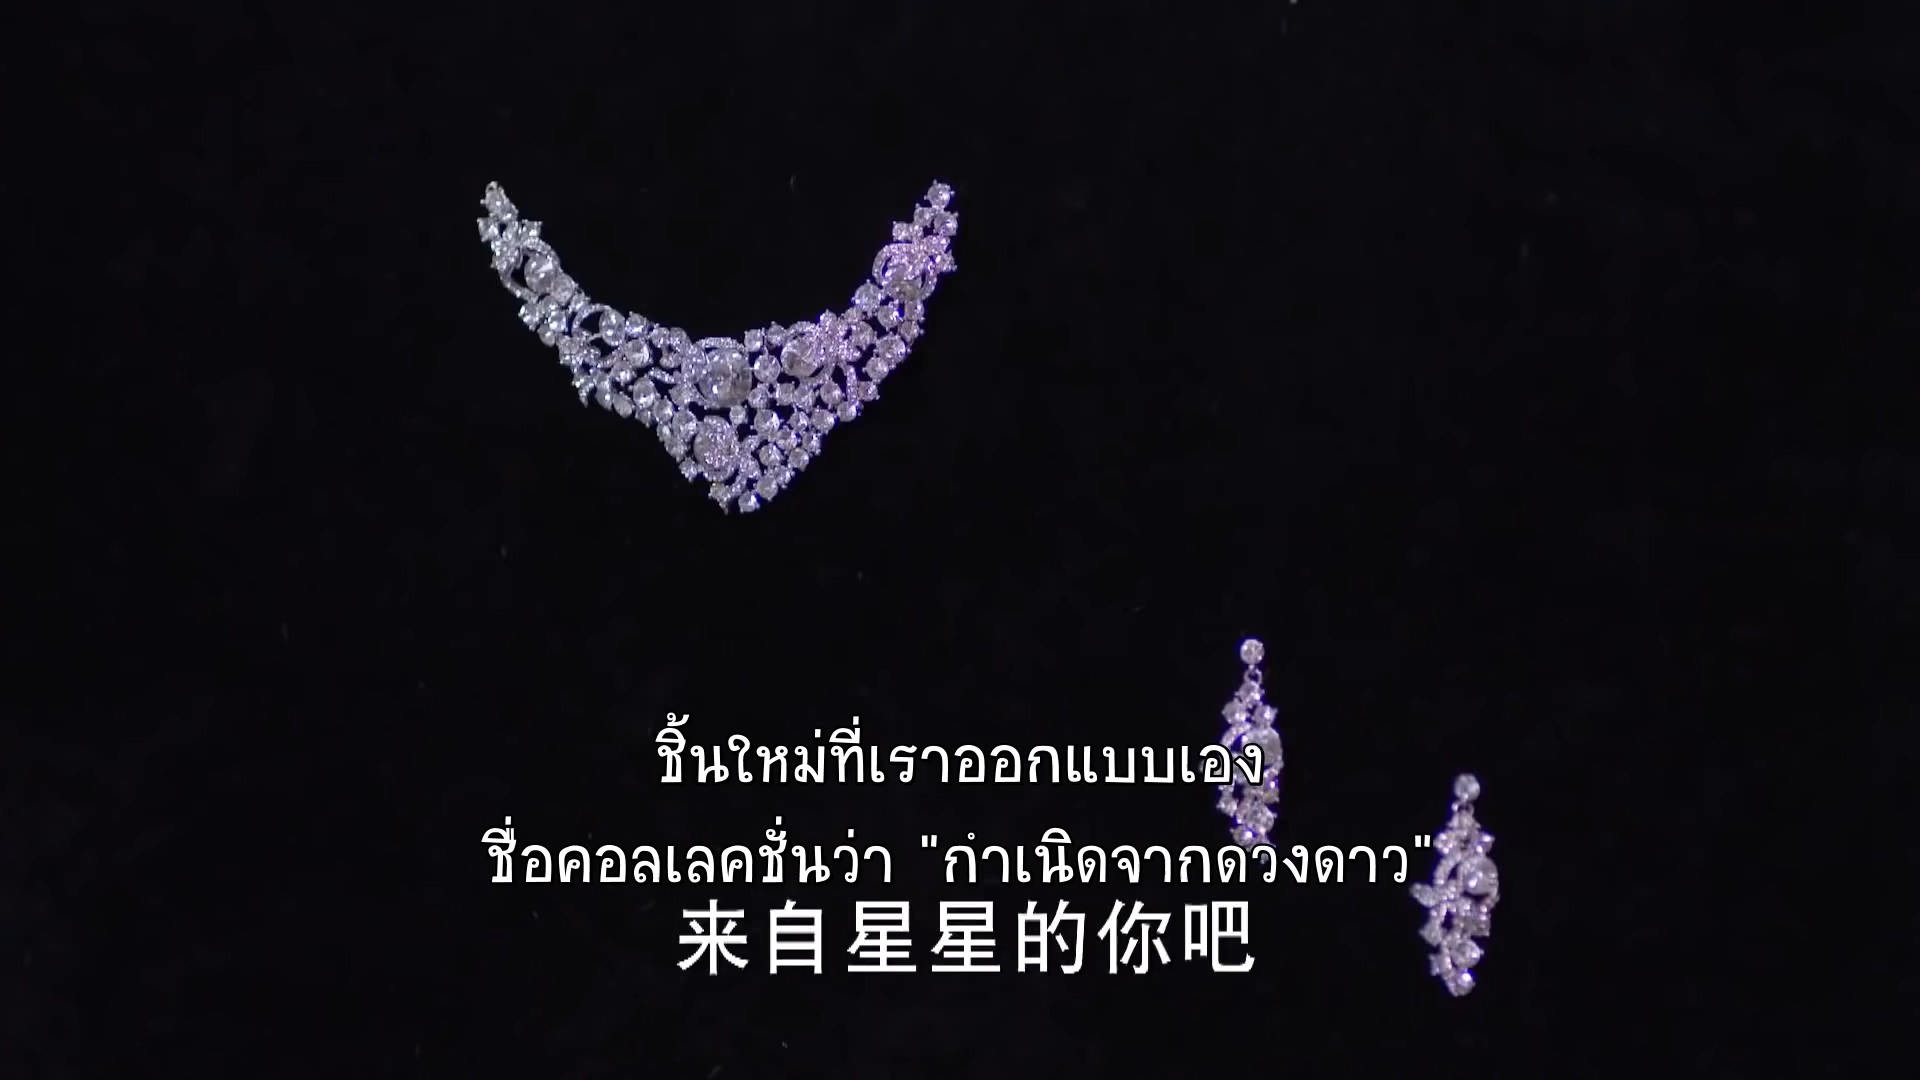 ชิ้นใหม่ที่เราออกแบบเอง
ชื่อคอลเลคชั่นว่า "กำเนิดจากดวงดาว"
来自星星的你吧